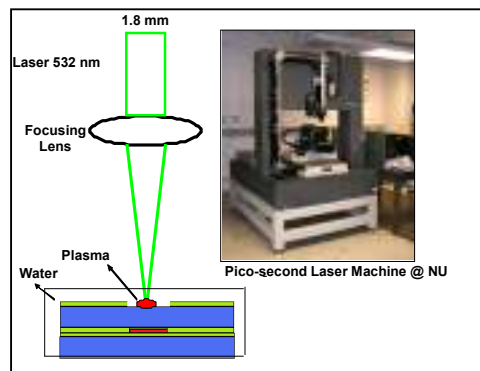 1.8 mm
Laser 532 nm
Focusing
Lens
Plasma
Water
Pico-second Laser Machine @ NU